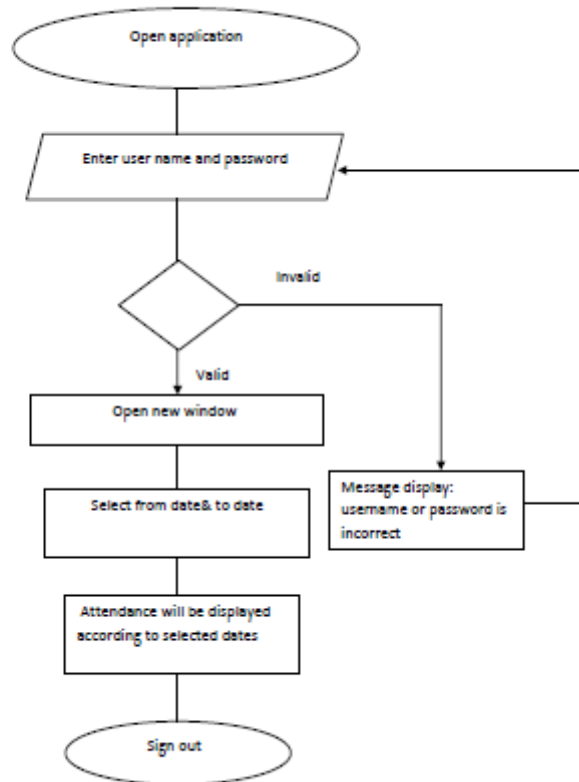 Open application
Enter user name and password
Invalid
Valid
Open new window
Select from date& to date
Message display:
username or password is
incorrect
Attendance will be displayed
according to selected dates
Sign out